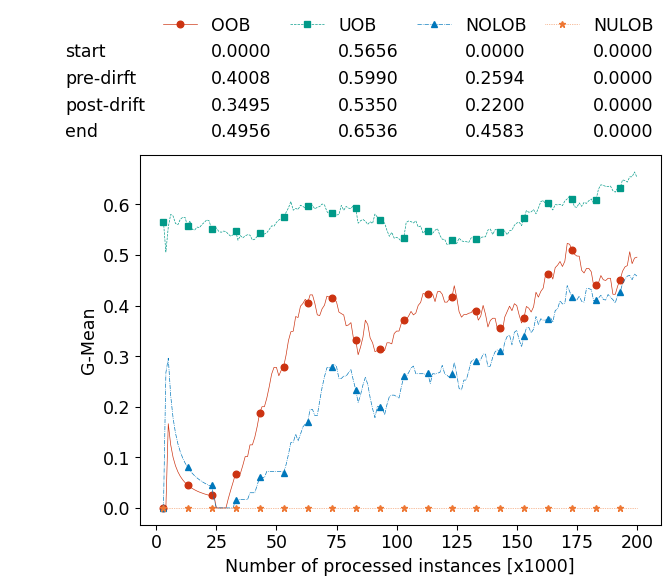 OOB UOB NOLOB NULOB
start 0.0000 0.5656 0.0000 0.0000
pre-dirft 0.4008 0.5990 0.2594 0.0000
post-drift 0.3495 0.5350 0.2200 0.0000
end 0.4956 0.6536 0.4583 0.0000
0.6
0.5
0.4
0.3
0.2
0.1
0.0
G-Mean
0 25 50 75 100 125 150 175 200
Number of processed instances [x1000]